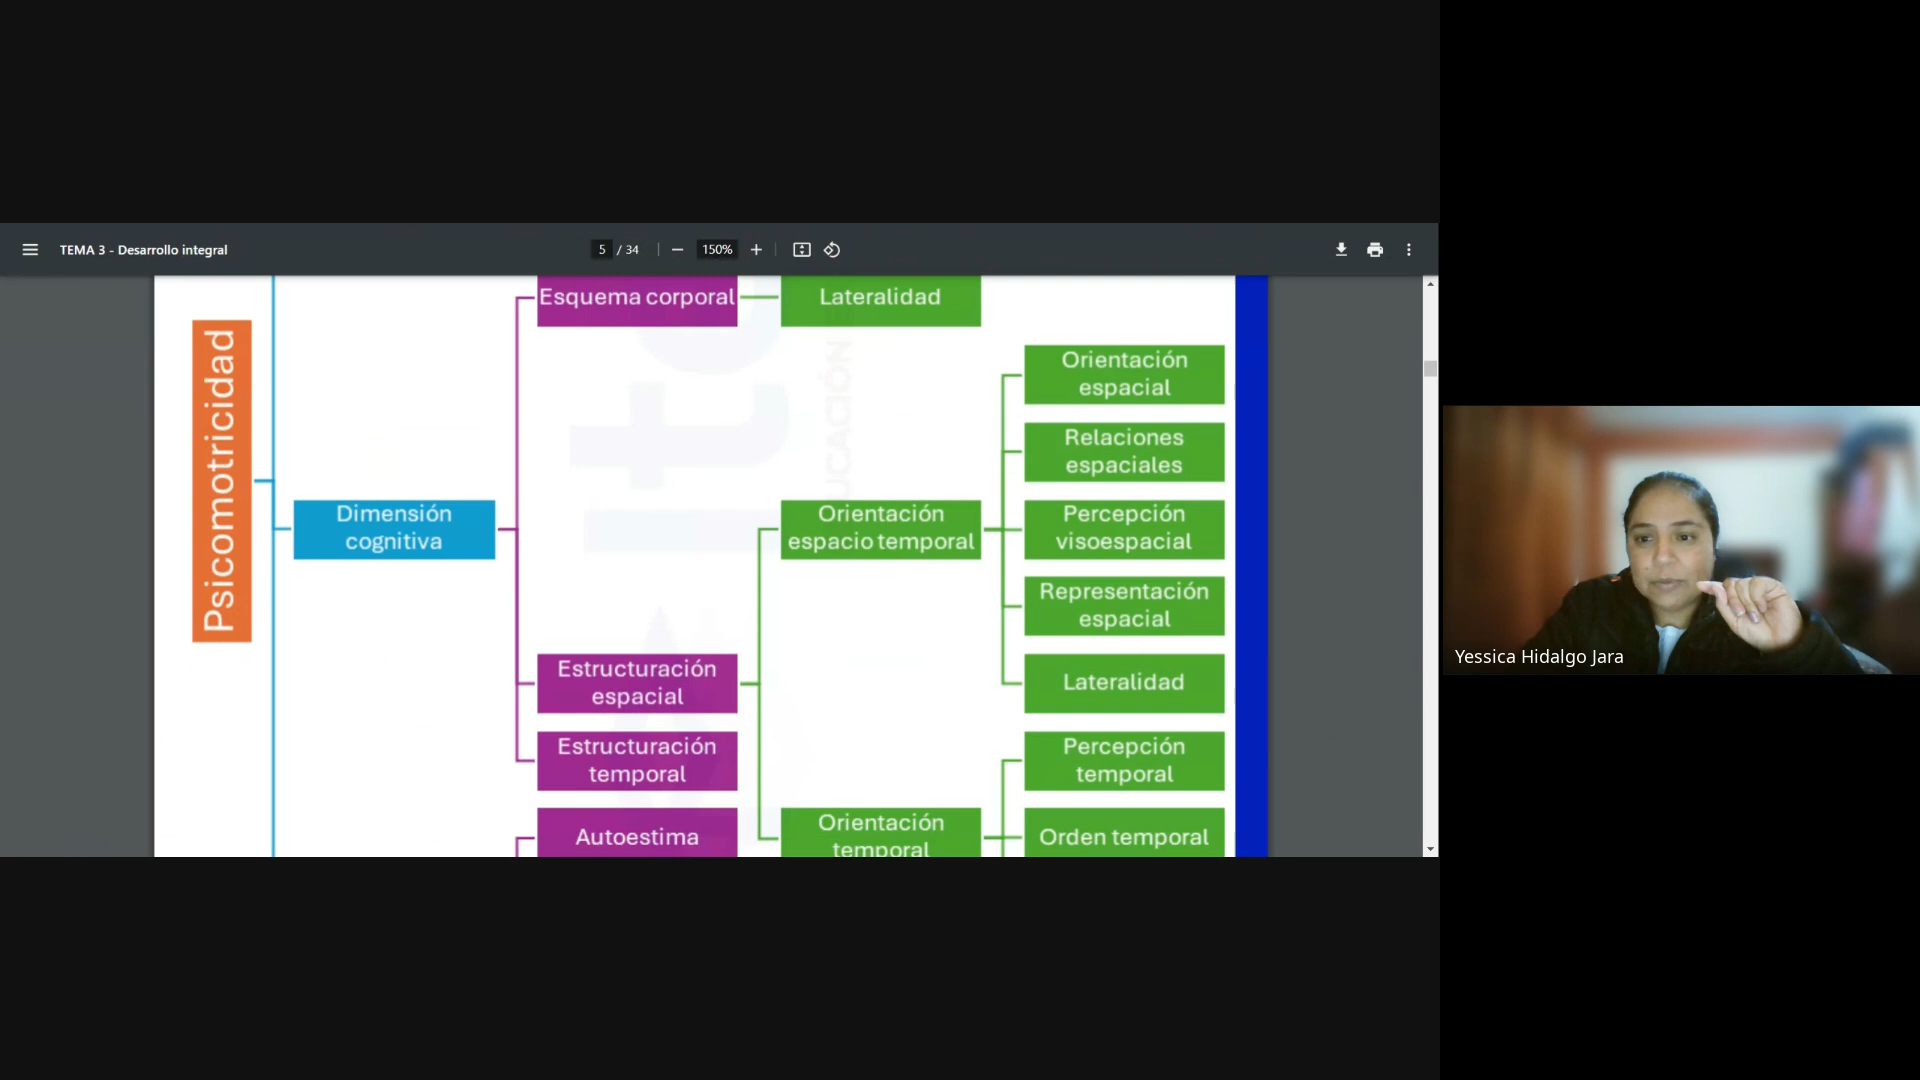 TEMA 3 - Desarrollo integral
5 / 34
150%
Psicomotricidad
Dimensión
cognitiva
Esquema corporal
Lateralidad
Estructuración
espacial
Estructuración
temporal
Autoestima
Orientación
espacio temporal
Orientación
temporal
Orientación
espacial
Relaciones
espaciales
Percepción
visoespacial
Representación
espacial
Lateralidad
Percepción
temporal
Orden temporal
Yessica Hidalgo Jara